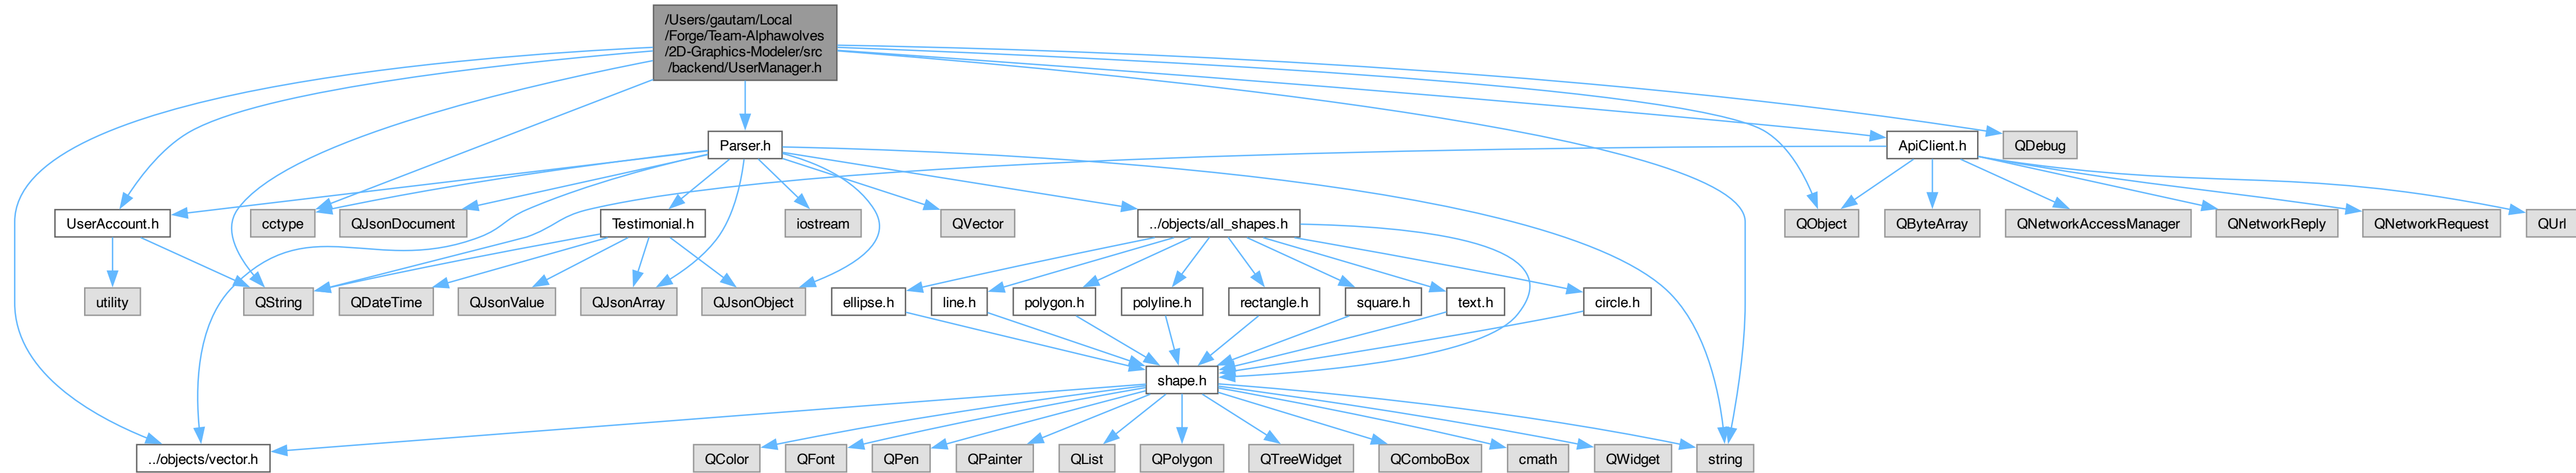 /Users/gautam/Local
/Forge/Team-Alphawolves
/2D-Graphics-Modeler/src
/backend/UserManager.h
Parser.h
ApiClient.h
QDebug
UserAccount.h
cctype
QJsonDocument
Testimonial.h
iostream
QVector
../objects/all_shapes.h
QObject
QByteArray
QNetworkAccessManager
QNetworkReply
QNetworkRequest
QUrl
utility
QString
QDateTime
QJsonValue
QJsonArray
QJsonObject
ellipse.h
line.h
polygon.h
polyline.h
rectangle.h
square.h
text.h
circle.h
shape.h
../objects/vector.h
QColor
QFont
QPen
QPainter
QList
QPolygon
QTreeWidget
QComboBox
cmath
QWidget
string